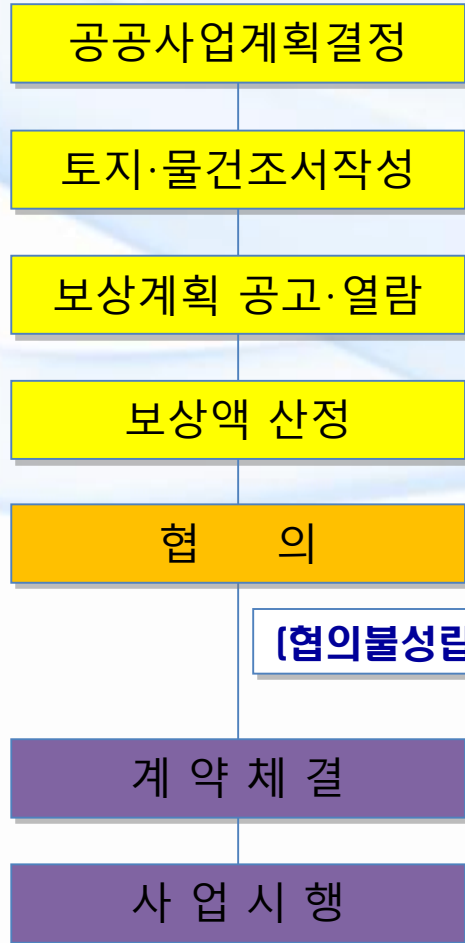 공공사업계획결정
토지·물건조서작성
보상계획 공고·열람
보상액 산정
협 의
(협의불성립
계 약 체 결
사 업 시 행